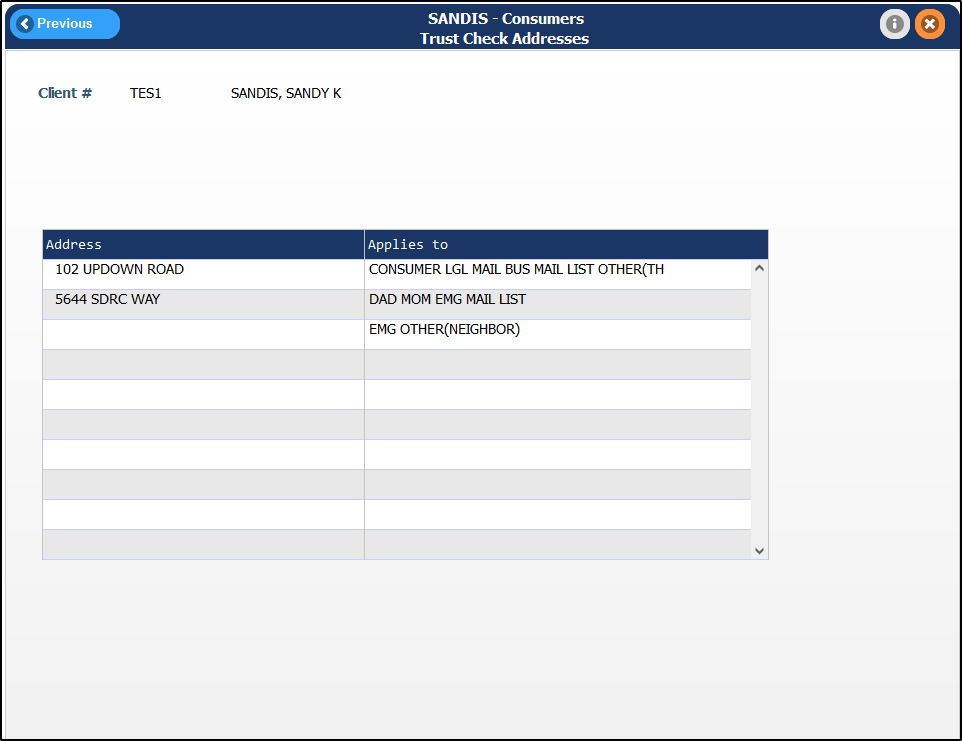 Previous
SANDIS - Consumers
Trust Check Addresses
Client # TES1 SANDIS, SANDY K
Address Applies to
102 UPDOWN ROAD CONSUMER LGL MAIL BUS MAIL LIST OTHER(TH
5644 SDRC WAY DAD MOM EMG MAIL LIST
EMG OTHER(NEIGHBOR)